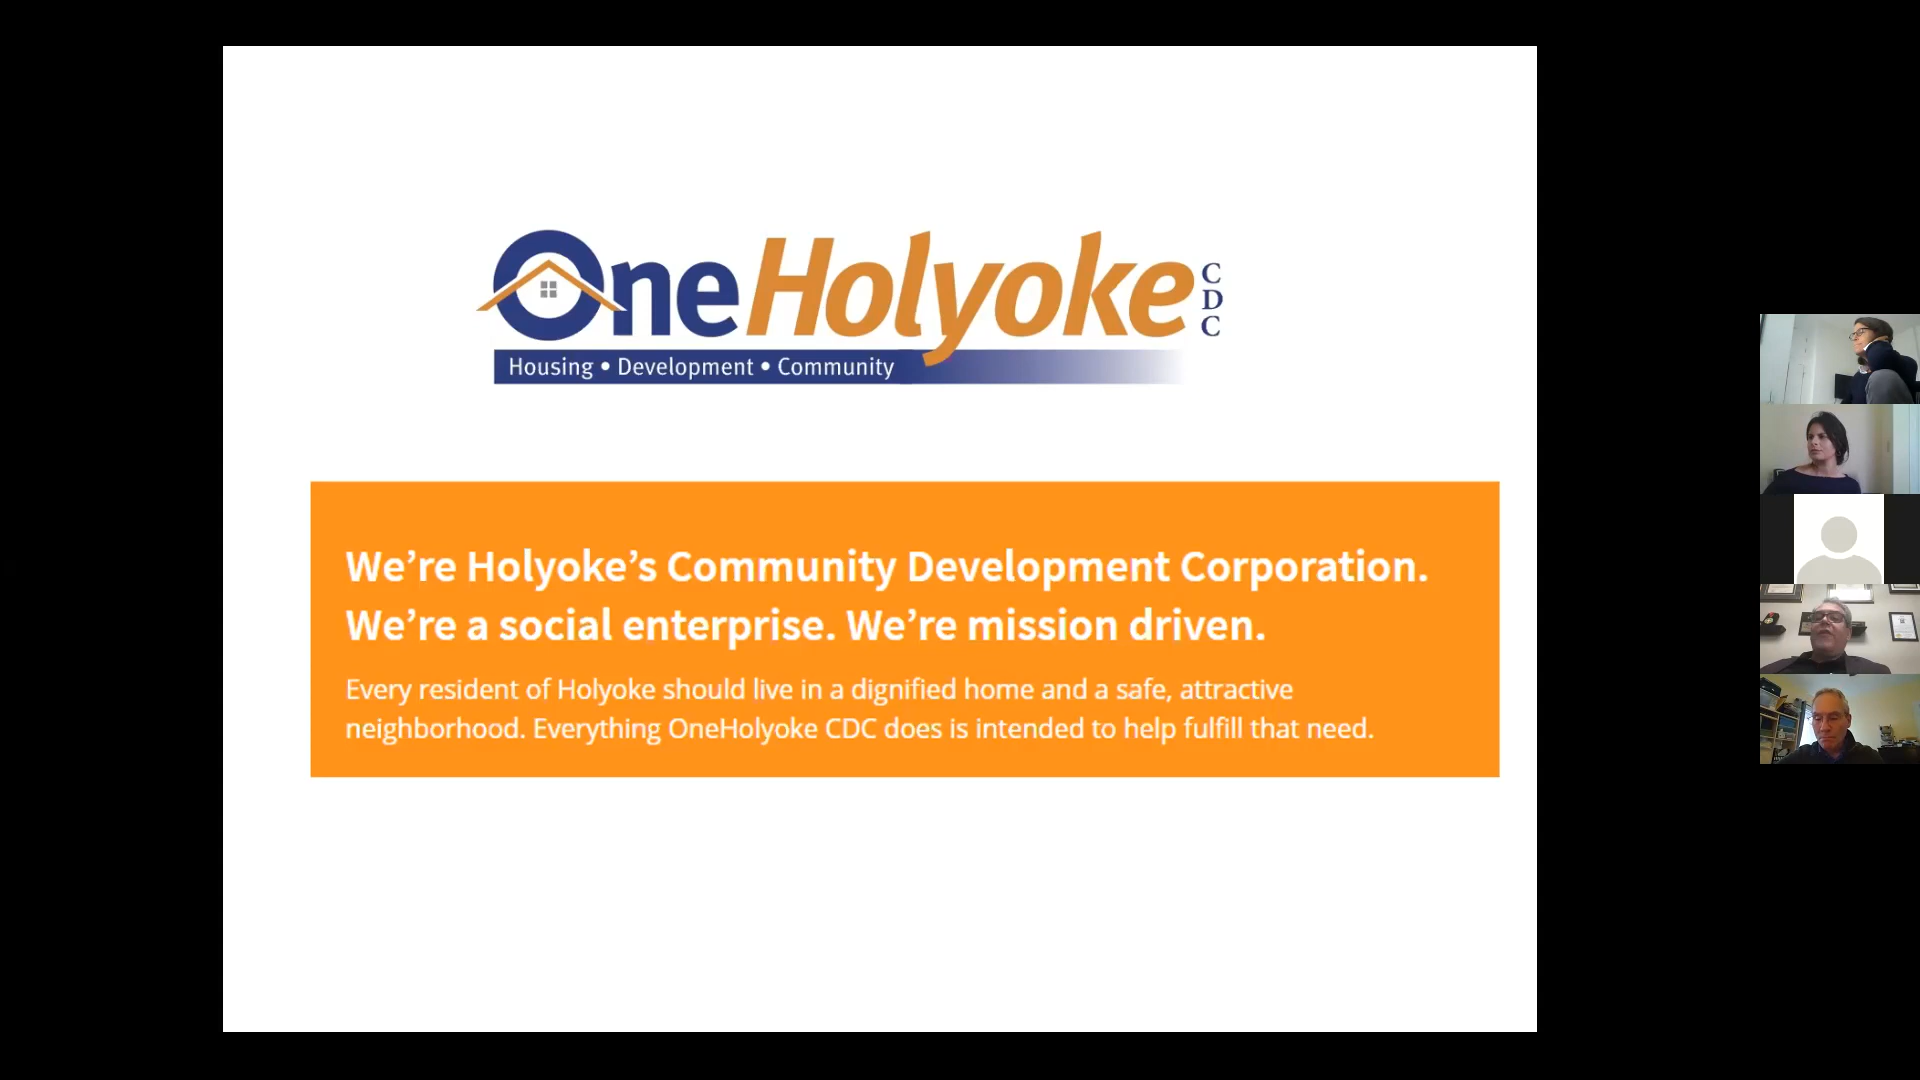 OneHolyoke CDC
Housing • Development • Community
We’re Holyoke’s Community Development Corporation.
We’re a social enterprise. We’re mission driven.
Every resident of Holyoke should live in a dignified home and a safe, attractive
neighborhood. Everything OneHolyoke CDC does is intended to help fulfill that need.